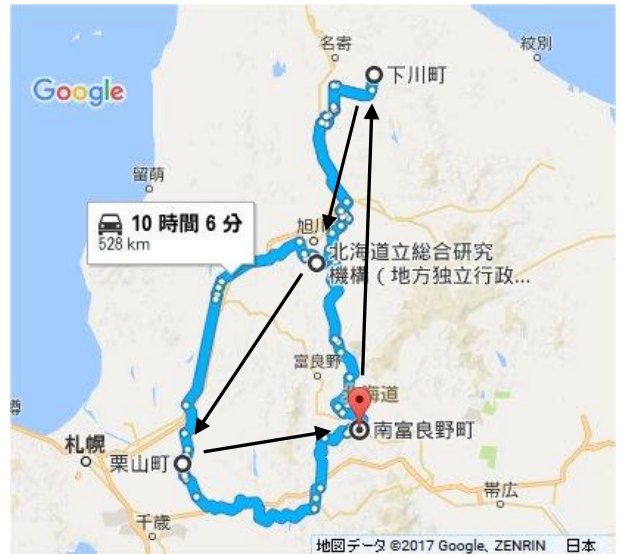 名寄
紋別
下川町
Google
留萌
10 時間 6 分
528 km
旭川
北海道立総合研究
機構（地方独立行政...
富良野
北海道
南富良野町
札幌
栗山町
帯広
千歳
地図データ ©2017 Google, ZENRIN 日本